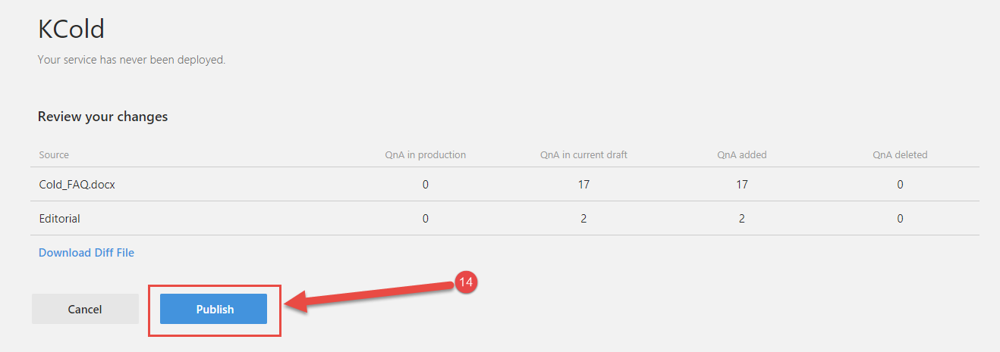 KCold
Your service has never been deployed.
Review your changes
Source QnA in production QnA in current draft QnA added QnA deleted
Cold_FAQ.docx 0 17 17 0
Editorial 0 2 2 0
Download Diff File
14
Cancel Publish